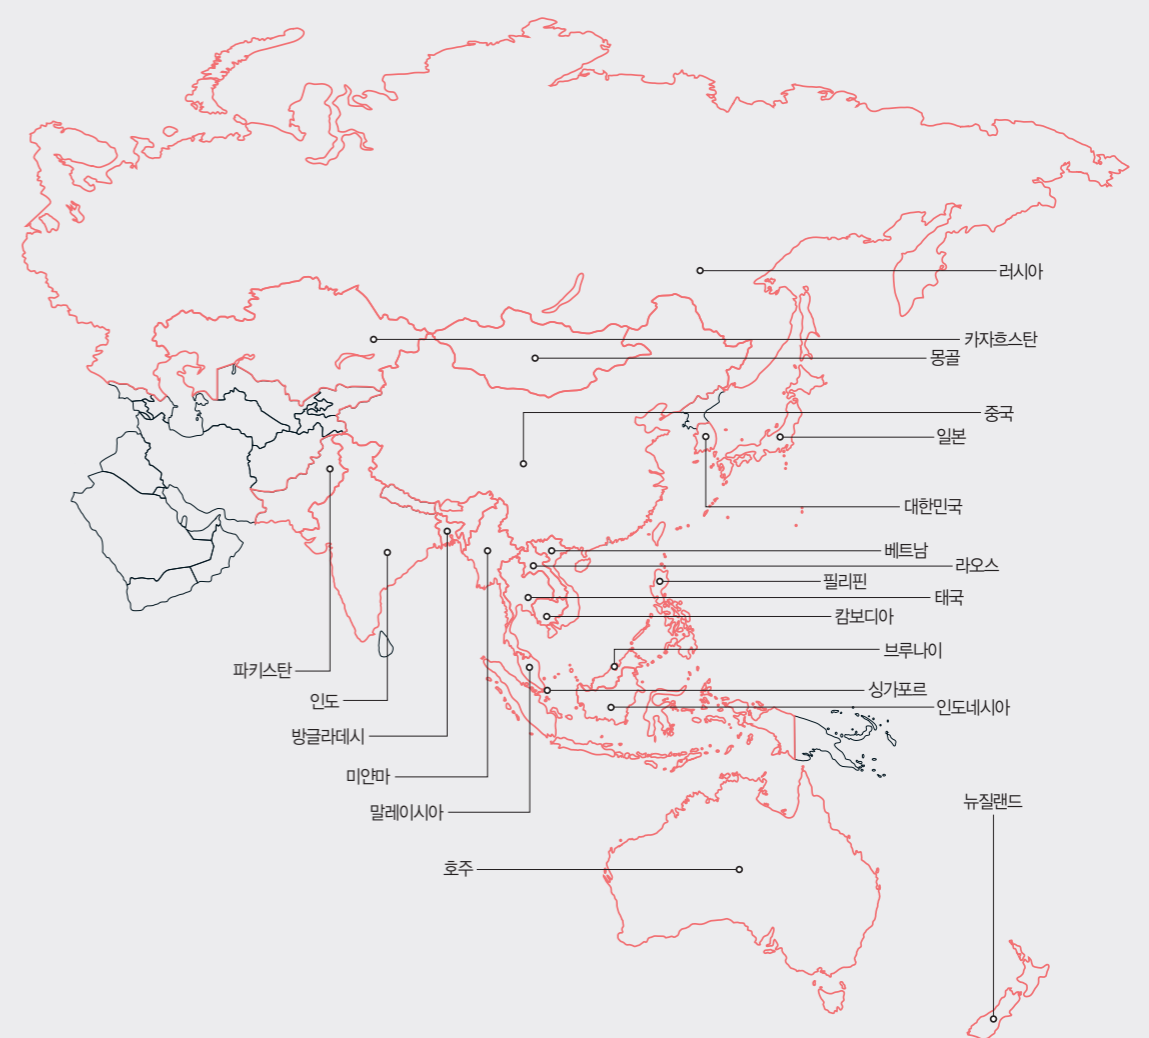 러시아
카자흐스탄
몽골
중국
일본
대한민국
베트남
라오스
필리핀
태국
캄보디아
브루나이
파키스탄
싱가포르
인도
인도네시아
방글라데시
미얀마
뉴질랜드
말레이시아
호주